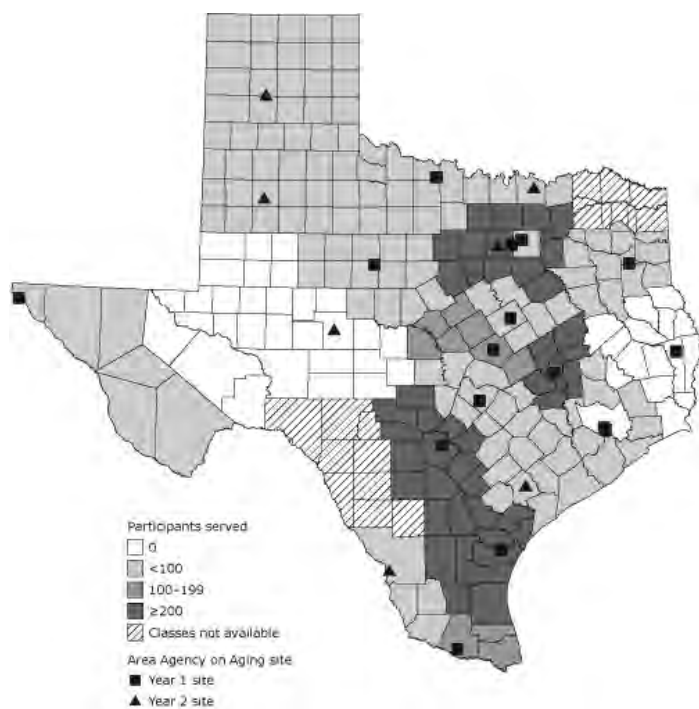 Participants served
0
<100
100–199
≥200
Classes not available
Area Agency on Aging site
Year 1 site
Year 2 site